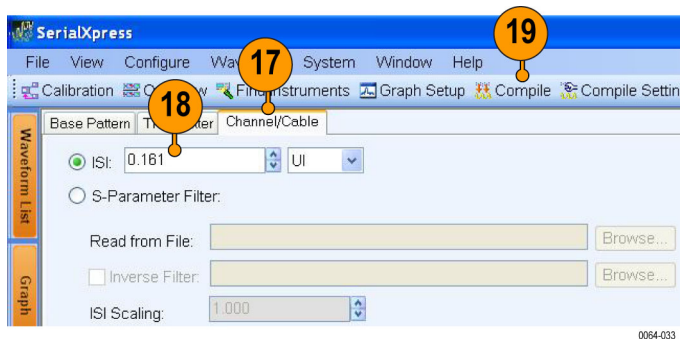 SerialXpress
19
File View Configure System Window Help
17
Calibration Instruments Graph Setup Compile Compile Settin
18
Base Pattern Channel/Cable
Waveform List
ISI: 0.161 UI
S-Parameter Filter:
Read from File: Browse...
Inverse Filter: Browse...
Graph
ISI Scaling: 1.000
0064-033